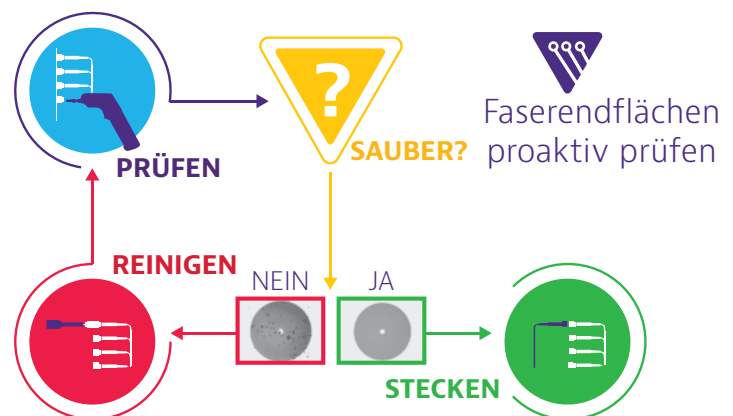 ?
Faserendflächen
proaktiv prüfen
PRÜFEN
SAUBER?
REINIGEN
NEIN
JA
STECKEN